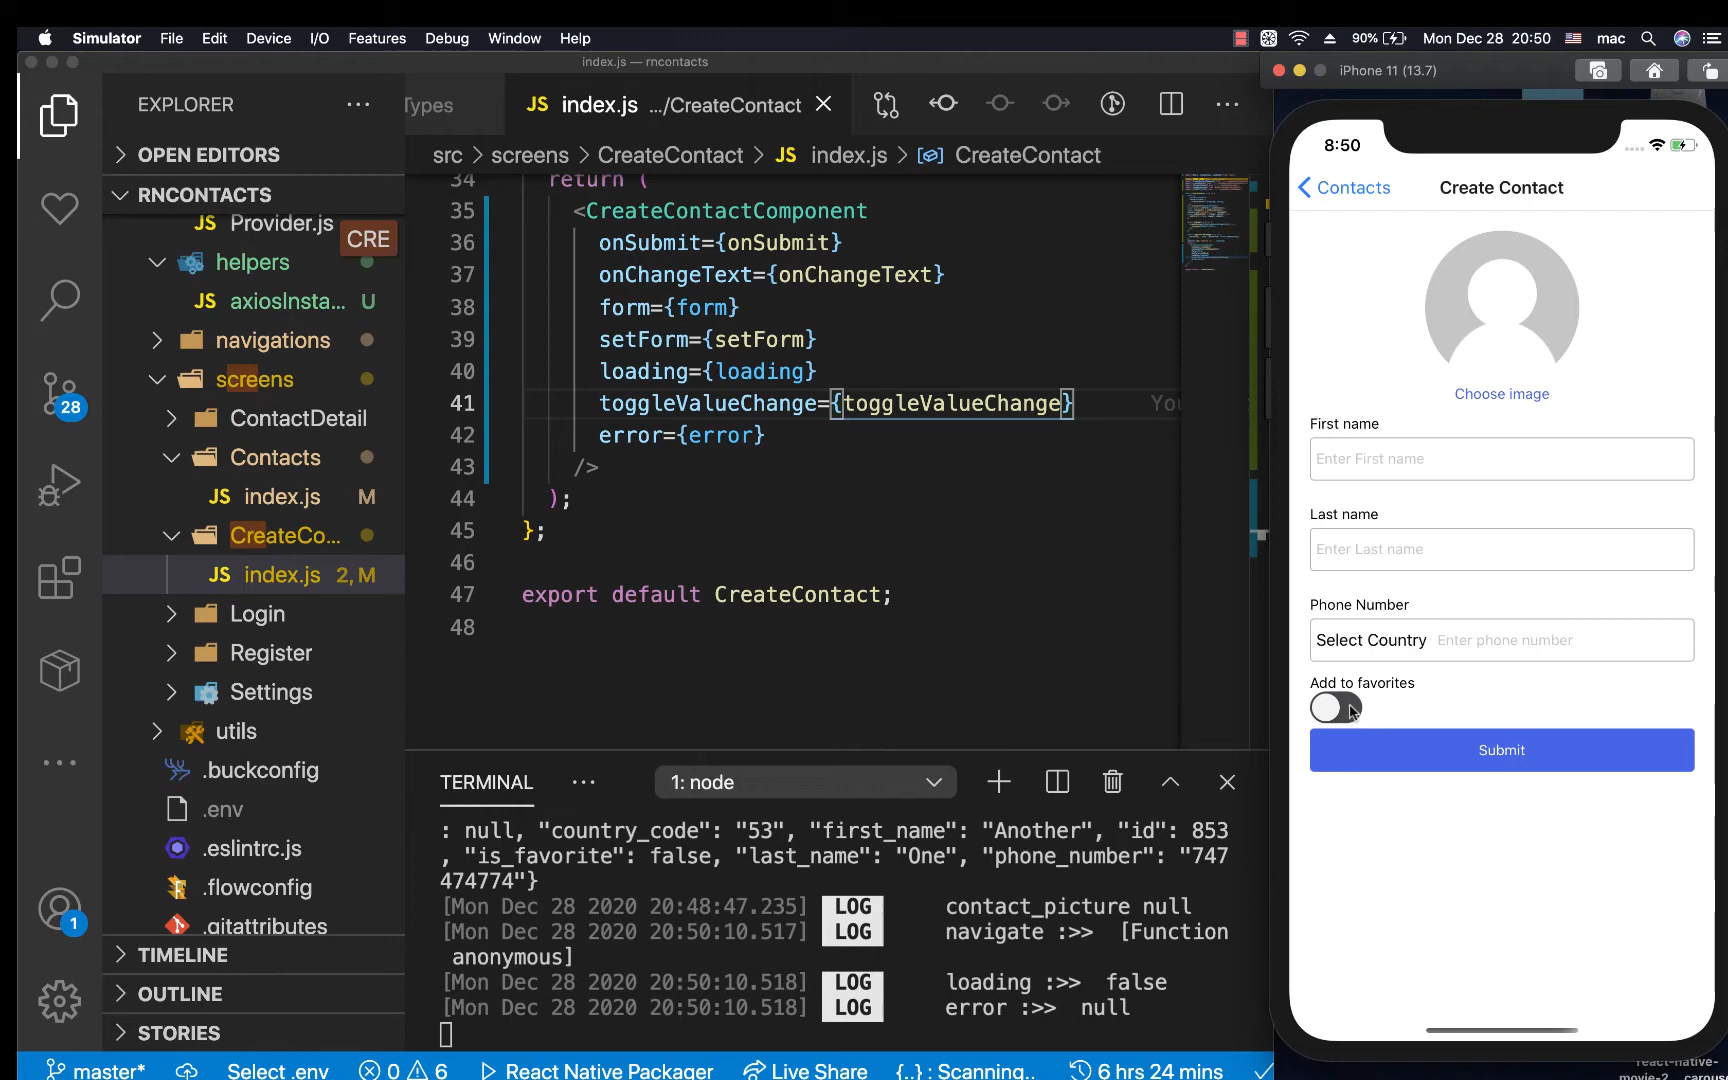 Simulator File Edit Device I/O Features Debug Window Help 90% Mon Dec 28 20:50 mac
index.js — rncontacts
iPhone 11 (13.7)
EXPLORER
Types
JS index.js .../CreateContact
OPEN EDITORS
src > screens > CreateContact > JS index.js > CreateContact
RNCONTACTS
JS Provider.js
CRE
helpers
JS axiosInsta... U
navigations
screens
ContactDetail
Contacts
JS index.js M
CreateCo...
JS index.js 2, M
Login
Register
Settings
utils
.buckconfig
.env
.eslintrc.js
.flowconfig
.gitattributes
TIMELINE
OUTLINE
STORIES
28
1
34 return (
35 <CreateContactComponent
36 onSubmit={onSubmit}
37 onChangeText={onChangeText}
38 form={form}
39 setForm={setForm}
40 loading={loading}
41 toggleValueChange={toggleValueChange}
42 error={error}
43 />
44 );
45 };
46
47 export default CreateContact;
48
TERMINAL ... 1: node
: null, "country_code": "53", "first_name": "Another", "id": 853
, "is_favorite": false, "last_name": "One", "phone_number": "747
474774"}
[Mon Dec 28 2020 20:48:47.235] LOG contact_picture null
[Mon Dec 28 2020 20:50:10.517] LOG navigate :>> [Function
anonymous]
[Mon Dec 28 2020 20:50:10.518] LOG loading :>> false
[Mon Dec 28 2020 20:50:10.518] LOG error :>> null
master* Select .env 0 6 React Native Packager Live Share {..} : Scanning.. 6 hrs 24 mins
8:50
Contacts
Create Contact
Choose image
First name
Enter First name
Last name
Enter Last name
Phone Number
Select Country Enter phone number
Add to favorites
Submit
react-native-